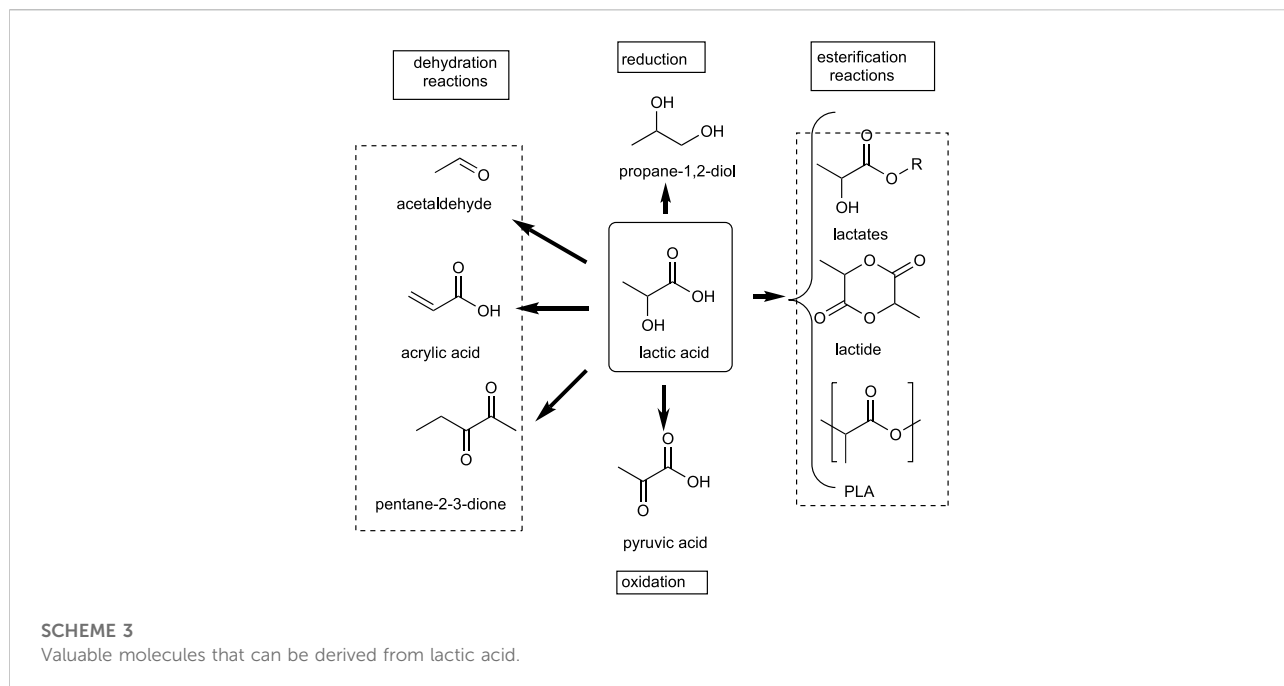 dehydration
reactions
reduction
esterification
reactions
OH
OH
propane-1,2-diol
O
acetaldehyde
O
OH
acrylic acid
O
O
pentane-2-3-dione
O
OH
OH
lactic acid
O
OH
O
pyruvic acid
oxidation
O
O
R
OH
lactates
O
O
O
O
lactide
O
O
PLA
SCHEME 3
Valuable molecules that can be derived from lactic acid.